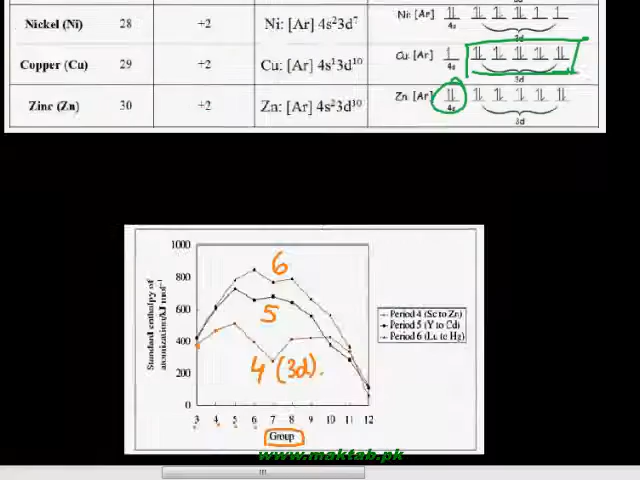 Ni: [Ar]
4s
3d
Nickel (Ni) 28 +2 Ni: [Ar] 4s²3d⁷
Copper (Cu) 29 +2 Cu: [Ar] 4s¹3d¹⁰
Cu: [Ar]
4s
3d
Zinc (Zn) 30 +2 Zn: [Ar] 4s²3d¹⁰
Zn: [Ar]
4s
3d
Standard enthalpy of
atomization/kJ mol⁻¹
1000
800
600
400
200
0
6
5
4 (3d).
3 4 5 6 7 8 9 10 11 12
Group
Period 4 (Sc to Zn)
Period 5 (Y to Cd)
Period 6 (Lu to Hg)
www.maktab.pk